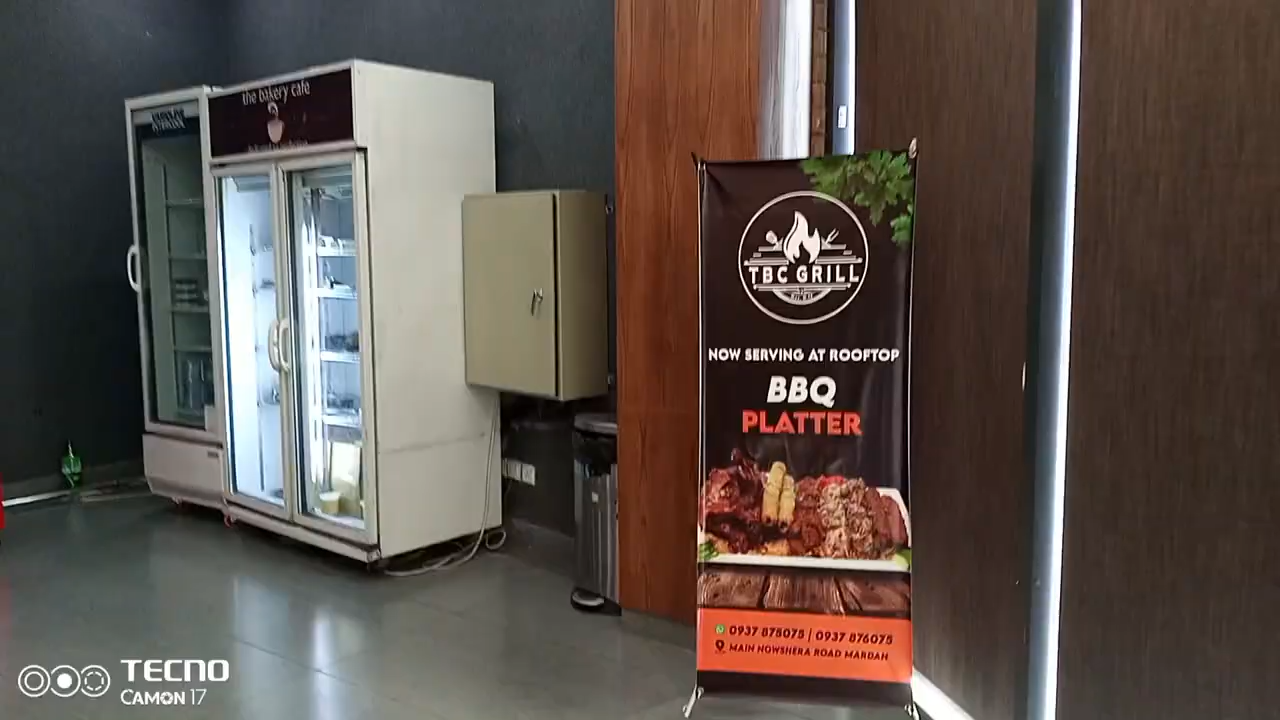 the bakery cafe
TBC GRILL
NOW SERVING AT ROOFTOP
BBQ
PLATTER
0937 875075 | 0937 876075
MAIN NOWSHERA ROAD MARDAN
TECNO
CAMON 17